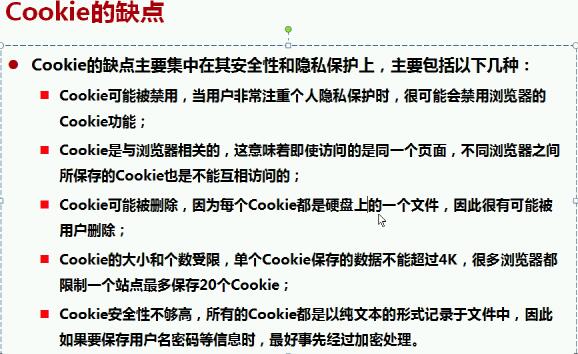 Cookie的缺点
Cookie的缺点主要集中在其安全性和隐私保护上，主要包括以下几种：
Cookie可能被禁用，当用户非常注重个人隐私保护时，很可能会禁用浏览器的
Cookie功能；
Cookie是与浏览器相关的，这意味着即使访问的是同一个页面，不同浏览器之间
所保存的Cookie也是不能互相访问的；
Cookie可能被删除，因为每个Cookie都是硬盘上的一个文件，因此很有可能被
用户删除；
Cookie的大小和个数受限，单个Cookie保存的数据不能超过4K，很多浏览器都
限制一个站点最多保存20个Cookie；
Cookie安全性不够高，所有的Cookie都是以纯文本的形式记录于文件中，因此
如果要保存用户名密码等信息时，最好事先经过加密处理。